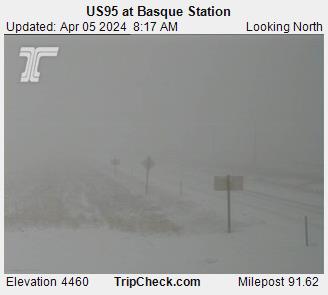 US95 at Basque Station
Updated: Apr 05 2024 8:17 AM Looking North
Elevation 4460 TripCheck.com Milepost 91.62